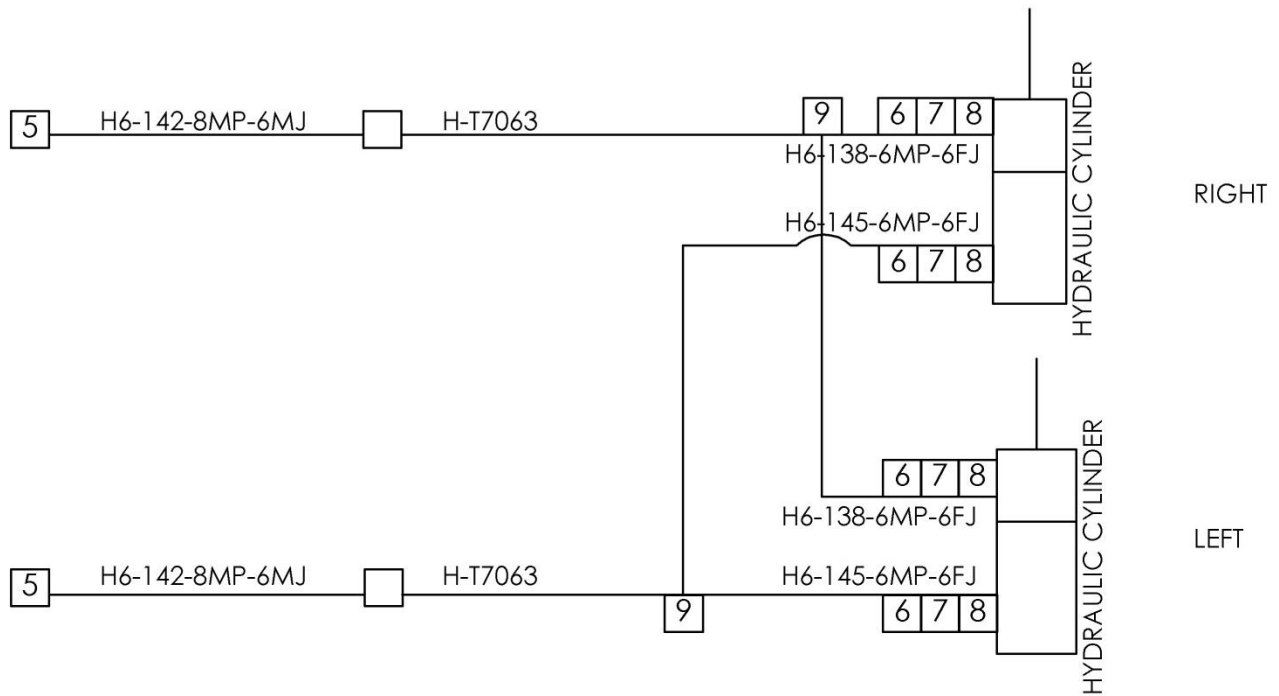 5 H6-142-8MP-6MJ H-T7063 9 6 7 8
H6-138-6MP-6FJ
HYDRAULIC CYLINDER
RIGHT
H6-145-6MP-6FJ
6 7 8
6 7 8
H6-138-6MP-6FJ
HYDRAULIC CYLINDER
LEFT
5 H6-142-8MP-6MJ H-T7063 H6-145-6MP-6FJ
9 6 7 8